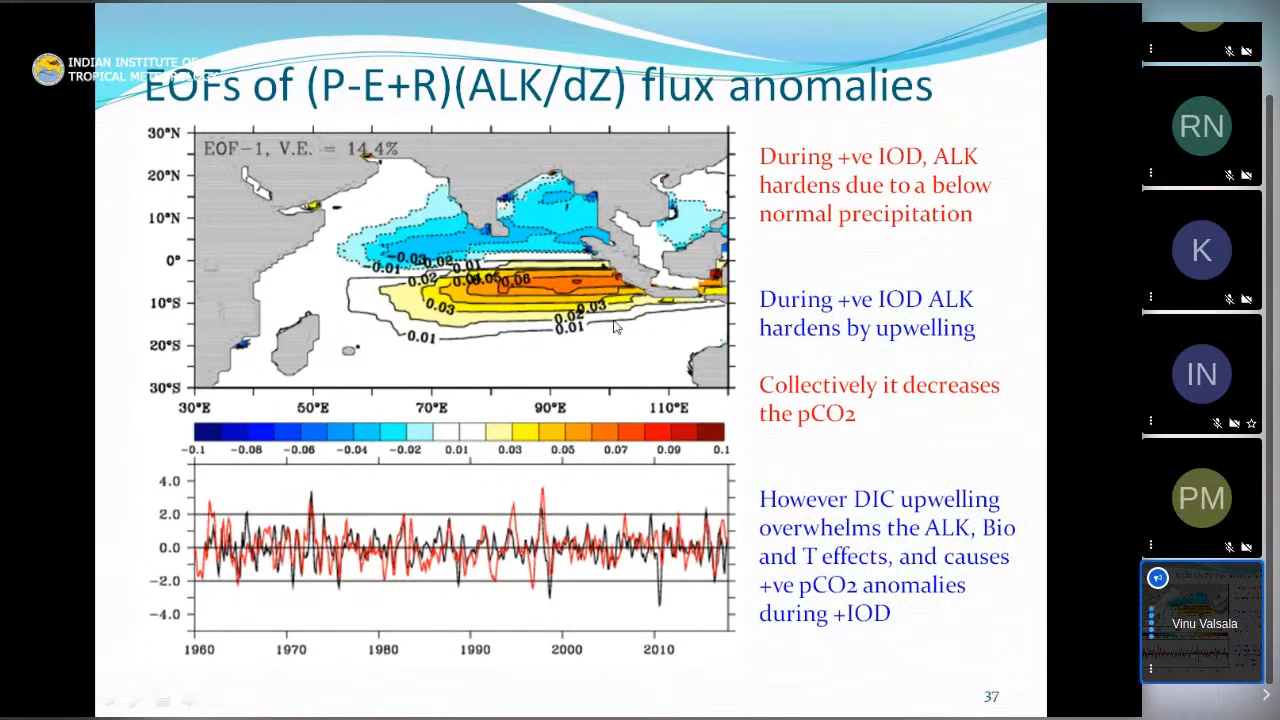 INDIAN INSTITUTE OF
TROPICAL METEOROLOGY
EOFs of (P-E+R)(ALK/dZ) flux anomalies
EOF-1, V.E. = 14.4%
30°N
20°N
10°N
0°
10°S
20°S
30°S
-0.03
0.02
0.01
-0.01
0.02
0.05
0.06
0.03
0.03
0.02
0.01
0.01
30°E
50°E
70°E
90°E
110°E
-0.1
-0.08
-0.06
-0.04
-0.02
0.01
0.03
0.05
0.07
0.09
0.1
4.0
2.0
0.0
-2.0
-4.0
1960
1970
1980
1990
2000
2010
During +ve IOD, ALK
hardens due to a below
normal precipitation
During +ve IOD ALK
hardens by upwelling
Collectively it decreases
the pCO2
However DIC upwelling
overwhelms the ALK, Bio
and T effects, and causes
+ve pCO2 anomalies
during +IOD
37
RN
K
IN
PM
Vinu Valsala